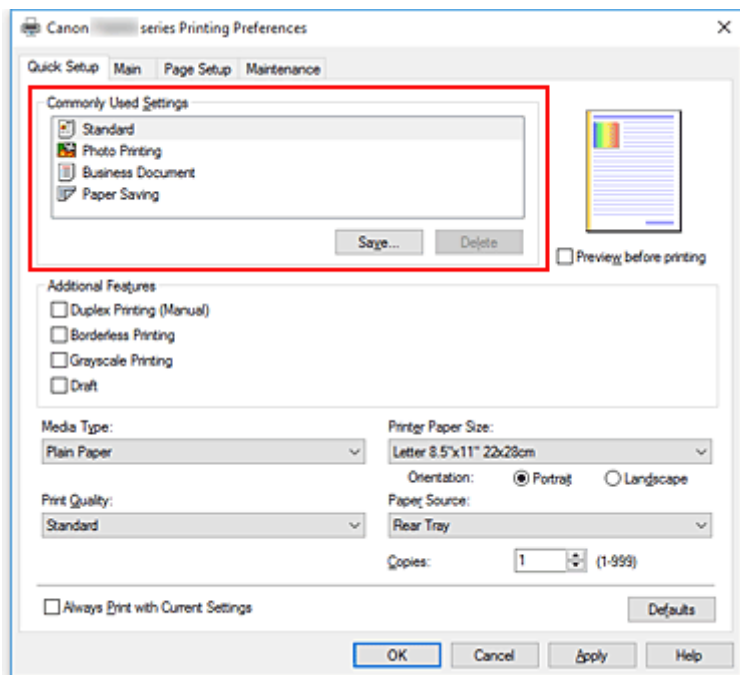 Canon series Printing Preferences
Quick Setup Main Page Setup Maintenance
Commonly Used Settings
Standard
Photo Printing
Business Document
Paper Saving
Save... Delete
Preview before printing
Additional Features
Duplex Printing (Manual)
Borderless Printing
Grayscale Printing
Draft
Media Type: Printer Paper Size:
Plain Paper Letter 8.5"x11" 22x28cm
Orientation: Portrait Landscape
Print Quality: Paper Source:
Standard Rear Tray
Copies: 1 (1-999)
Always Print with Current Settings Defaults
OK Cancel Apply Help